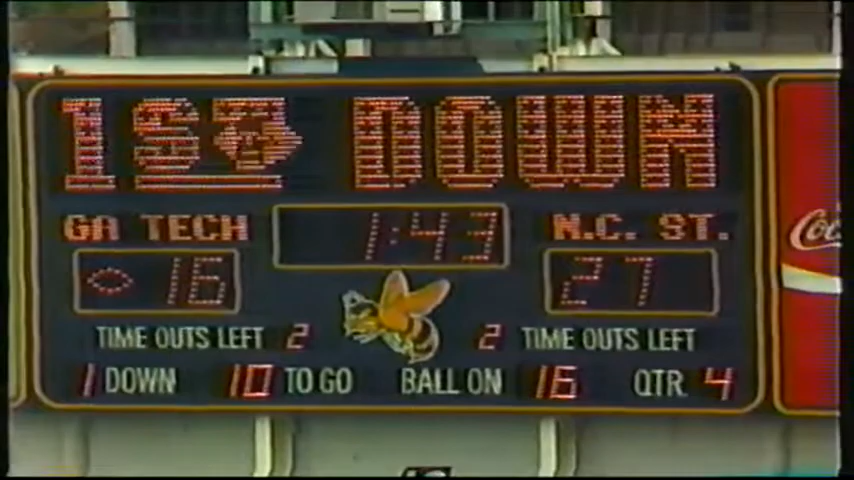 1ST DOWN
GA TECH 1:43 N.C. ST.
16 27
TIME OUTS LEFT 2 2 TIME OUTS LEFT
1 DOWN 10 TO GO BALL ON 16 QTR. 4